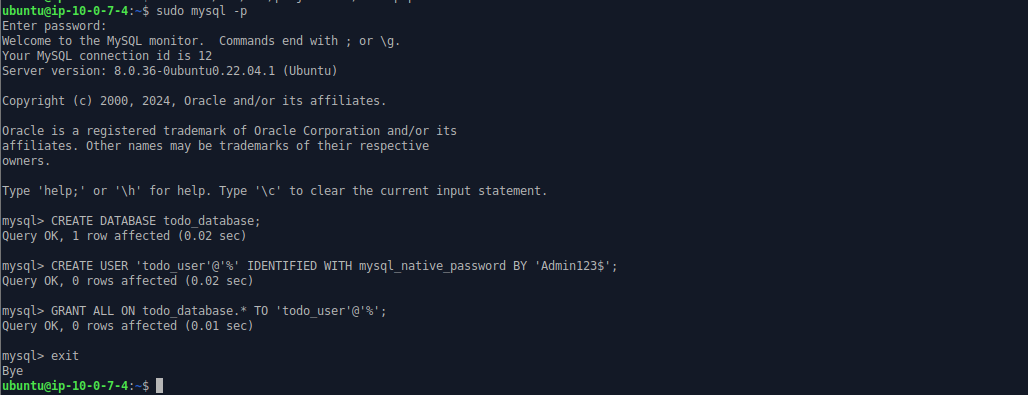 ubuntu@ip-10-0-7-4:~$ sudo mysql -p
Enter password:
Welcome to the MySQL monitor.  Commands end with ; or \g.
Your MySQL connection id is 12
Server version: 8.0.36-0ubuntu0.22.04.1 (Ubuntu)
Copyright (c) 2000, 2024, Oracle and/or its affiliates.
Oracle is a registered trademark of Oracle Corporation and/or its
affiliates. Other names may be trademarks of their respective
owners.
Type 'help;' or '\h' for help. Type '\c' to clear the current input statement.
mysql> CREATE DATABASE todo_database;
Query OK, 1 row affected (0.02 sec)
mysql> CREATE USER 'todo_user'@'%' IDENTIFIED WITH mysql_native_password BY 'Admin123$';
Query OK, 0 rows affected (0.02 sec)
mysql> GRANT ALL ON todo_database.* TO 'todo_user'@'%';
Query OK, 0 rows affected (0.01 sec)
mysql> exit
Bye
ubuntu@ip-10-0-7-4:~$